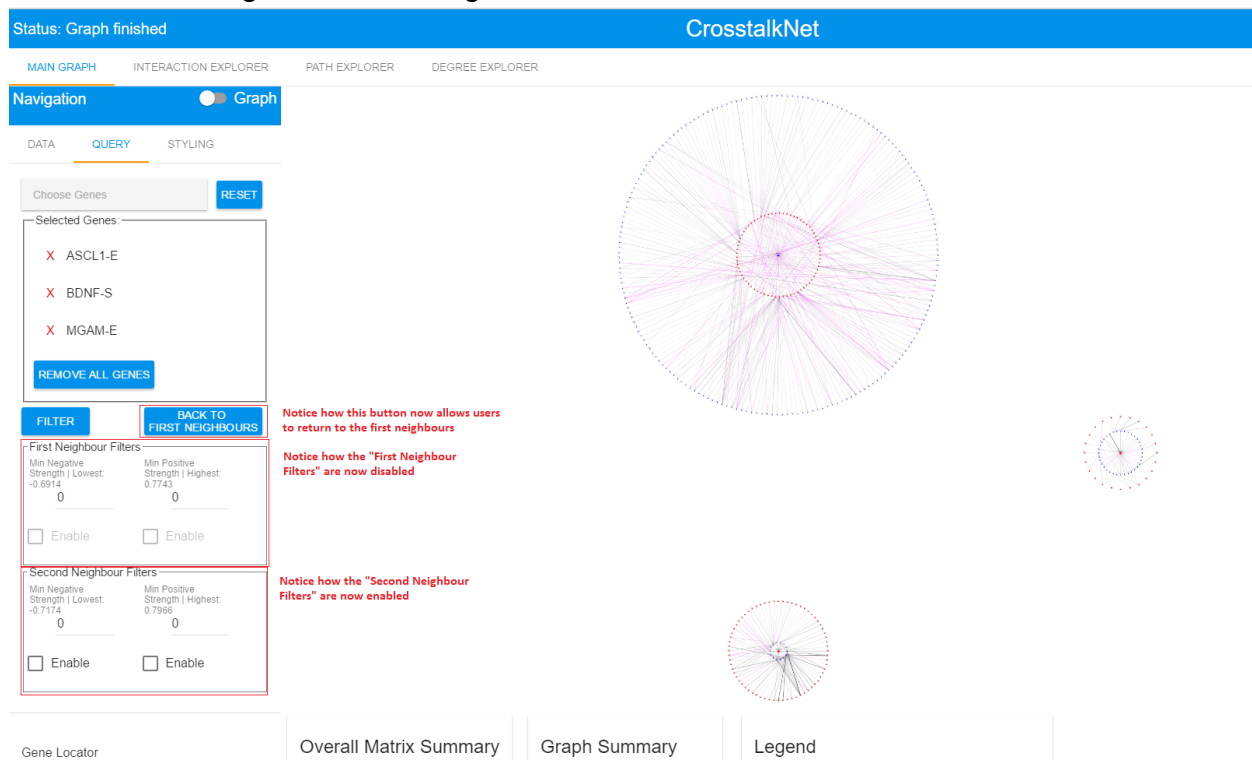 Status: Graph finished
CrosstalkNet
MAIN GRAPH
INTERACTION EXPLORER
PATH EXPLORER
DEGREE EXPLORER
Navigation
Graph
DATA
QUERY
STYLING
Choose Genes
RESET
Selected Genes:
X ASCL1-E
X BDNF-S
X MGAM-E
REMOVE ALL GENES
FILTER
BACK TO
FIRST NEIGHBOURS
Notice how this button now allows users
to return to the first neighbours
First Neighbour Filters
Min Negative
Strength | Lowest:
-0.6914
0
Min Positive
Strength | Highest:
0.7743
0
Enable
Enable
Notice how the "First Neighbour
Filters" are now disabled
Second Neighbour Filters
Min Negative
Strength | Lowest:
-0.7174
0
Min Positive
Strength | Highest:
0.7966
0
Enable
Enable
Notice how the "Second Neighbour
Filters" are now enabled
Gene Locator
Overall Matrix Summary
Graph Summary
Legend